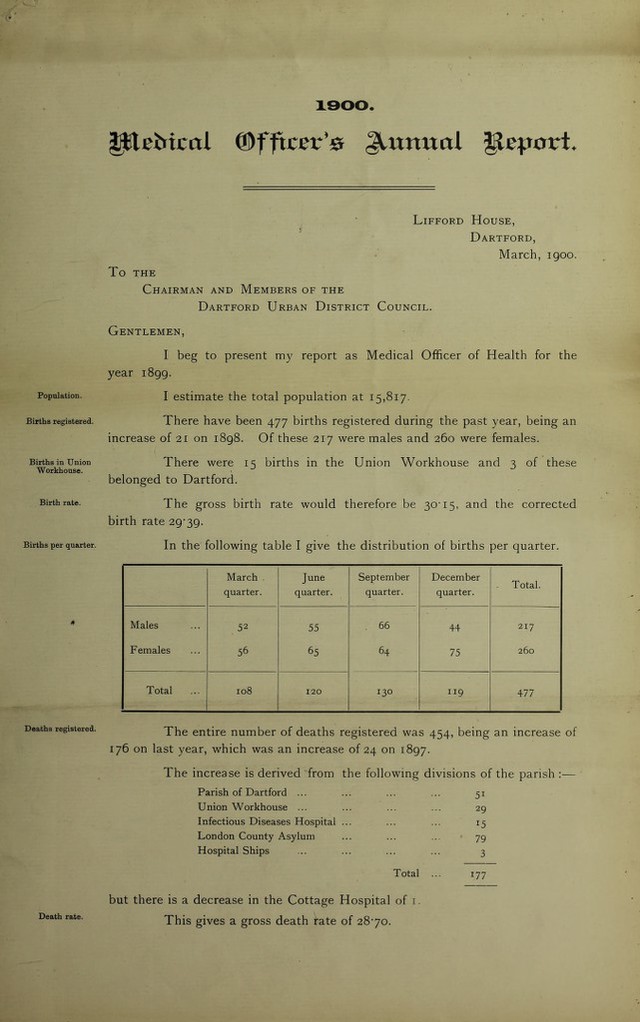 1900.
Medical Officer's Annual Report.
Lifford House,
Dartford,
March, 1900.
To the
Chairman and Members of the
Dartford Urban District Council.
Gentlemen,
I beg to present my report as Medical Officer of Health for the
year 1899.
Population.
I estimate the total population at 15,817.
Births registered.
There have been 477 births registered during the past year, being an
increase of 21 on 1898. Of these 217 were males and 260 were females.
Births in Union
Workhouse.
There were 15 births in the Union Workhouse and 3 of these
belonged to Dartford.
Birth rate.
The gross birth rate would therefore be 30·15, and the corrected
birth rate 29·39.
Births per quarter.
In the following table I give the distribution of births per quarter.
March quarter. June quarter. September quarter. December quarter. Total.
Males ... 52 55 66 44 217
Females ... 56 65 64 75 260
Total ... 108 120 130 119 477
Deaths registered.
The entire number of deaths registered was 454, being an increase of
176 on last year, which was an increase of 24 on 1897.
The increase is derived from the following divisions of the parish:—
Parish of Dartford ... ... ... ... 51
Union Workhouse ... ... ... ... 29
Infectious Diseases Hospital ... ... ... 15
London County Asylum ... ... ... 79
Hospital Ships ... ... ... ... 3
Total ... 177
but there is a decrease in the Cottage Hospital of 1.
Death rate.
This gives a gross death rate of 28·70.